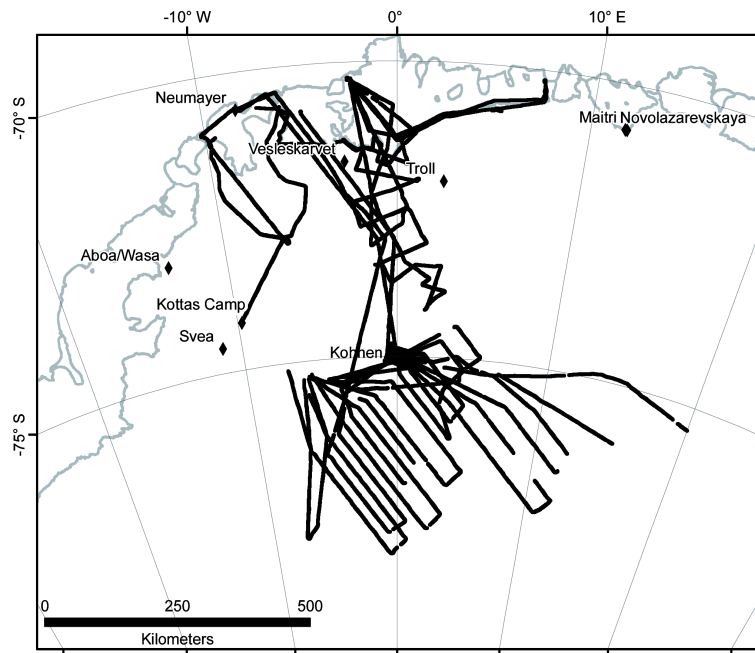 -10° W
0°
10° E
-70° S
-75° S
Neumayer
Maitri Novolazarevskaya
Vesleskarvet
Troll
Aboa/Wasa
Kottas Camp
Svea
Kohnen
0 250 500
Kilometers